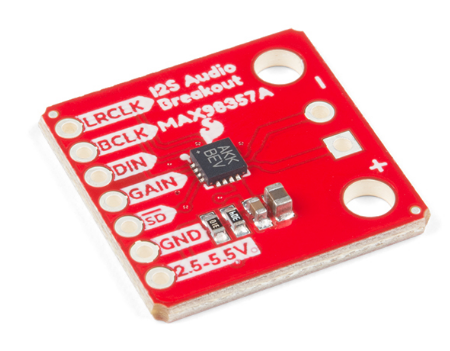 I2S Audio
Breakout
MAX98357A
LRCLK
BCLK
DIN
GAIN
SD
GND
2.5-5.5V
AKK
BEV
-
+